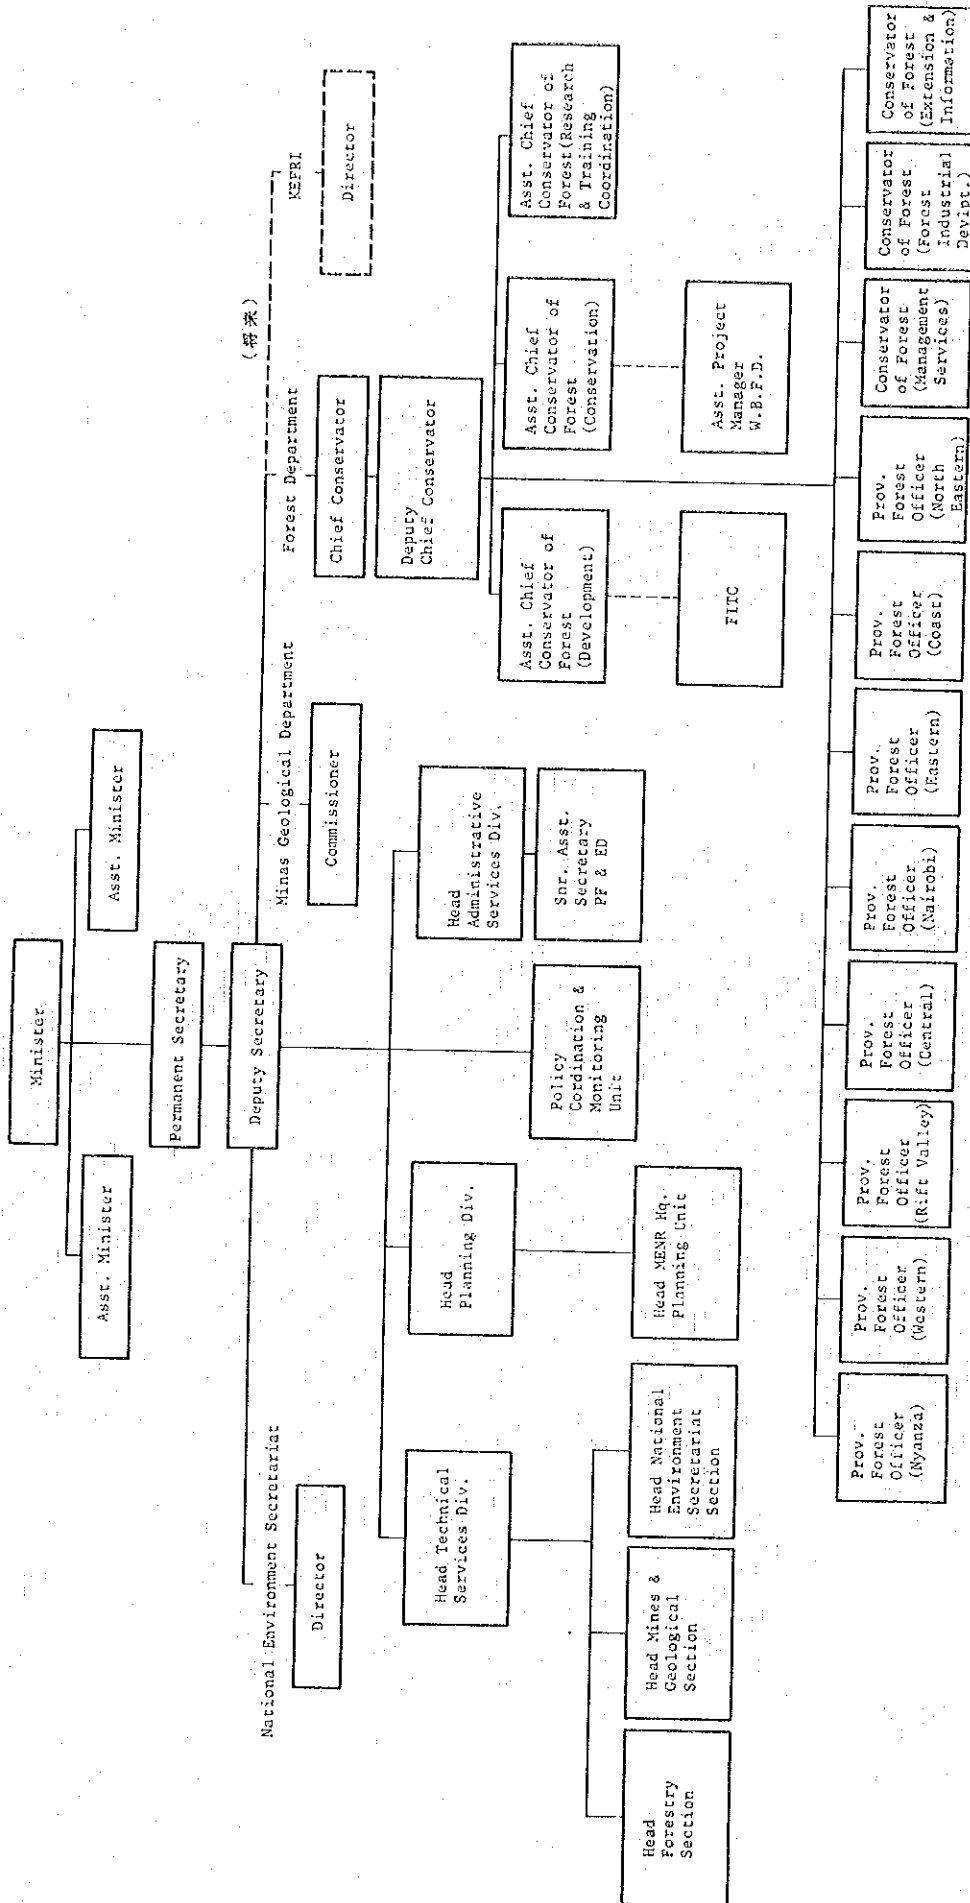 Minister
Asst. Minister
Asst. Minister
Permanent Secretary
Deputy Secretary
National Environment Secretariat
Director
Minas Geological Department
Commissioner
Forest Department
Chief Conservator
Deputy
Chief Conservator
(将来)
KEFRI
Director
Head Technical
Services Div.
Head
Planning Div.
Head
Administrative
Services Div.
Head
Forestry
Section
Head Mines &
Geological
Section
Head National
Environment
Secretariat
Section
Head MENR Hq.
Planning Unit
Policy
Cordination &
Monitoring
Unit
Snr. Asst.
Secretary
PF & ED
Asst. Chief
Conservator of
Forest
(Development)
Asst. Chief
Conservator of
Forest
(Conservation)
Asst. Chief
Conservator of
Forest(Research
& Training
Coordination)
FITC
Asst. Project
Manager
W.B.F.D.
Prov.
Forest
Officer
(Nyanza)
Prov.
Forest
Officer
(Western)
Prov.
Forest
Officer
(Rift Valley)
Prov.
Forest
Officer
(Central)
Prov.
Forest
Officer
(Nairobi)
Prov.
Forest
Officer
(Eastern)
Prov.
Forest
Officer
(Coast)
Prov.
Forest
Officer
(North
Eastern)
Conservator
of Forest
(Management
Services)
Conservator
of Forest
(Forest
Industrial
Devipt.)
Conservator
of Forest
(Extension &
Information)